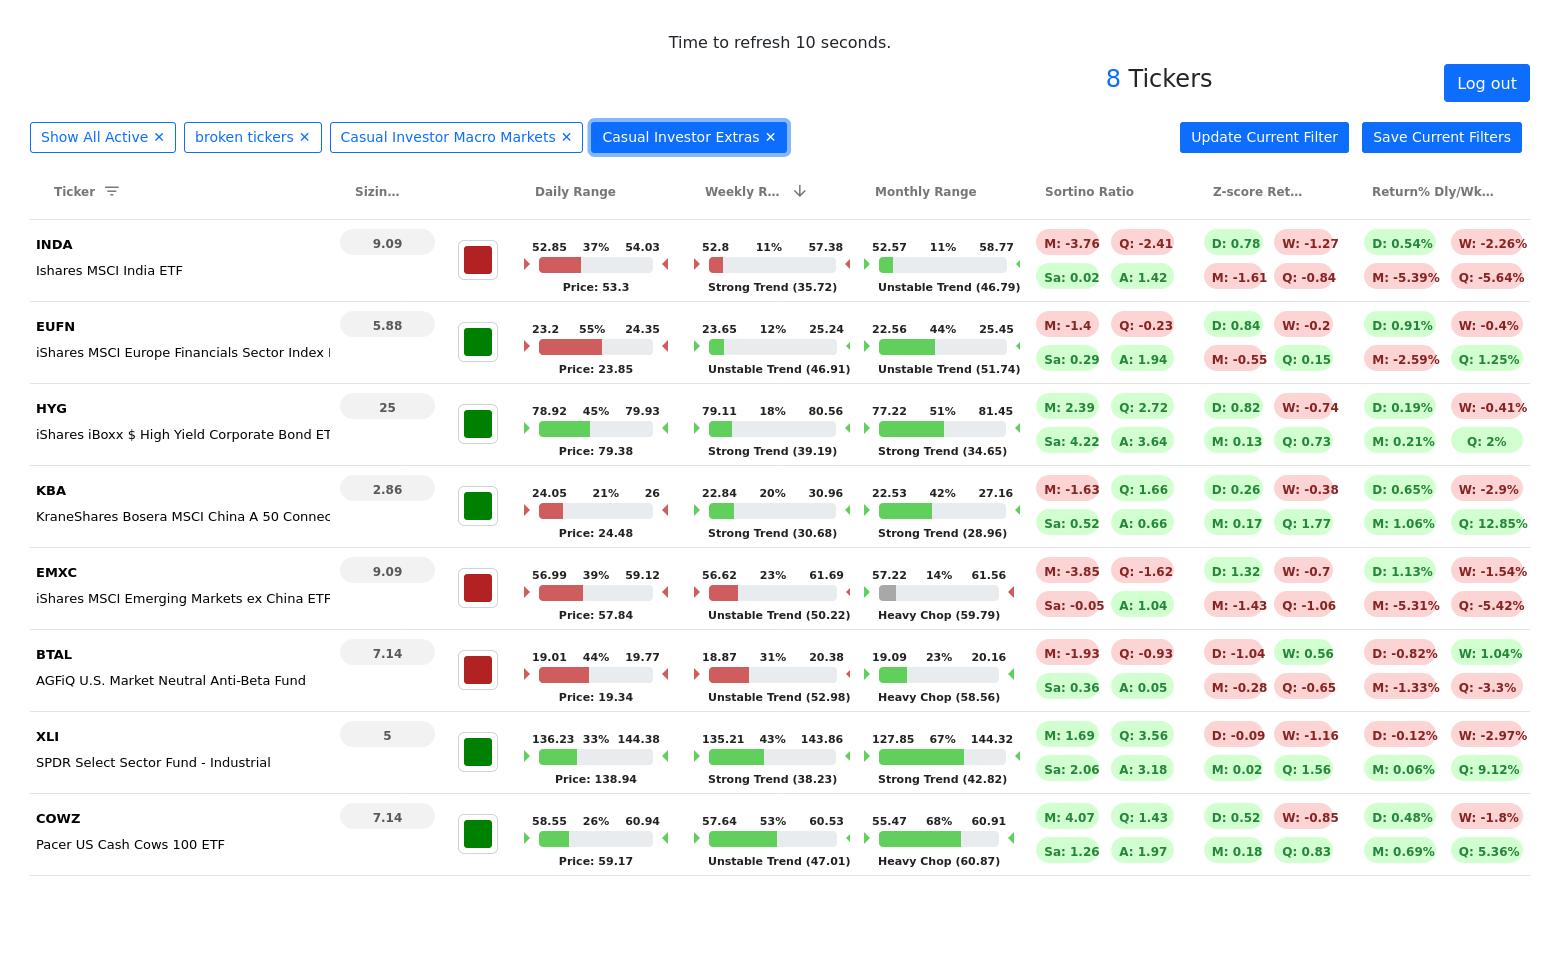 Time to refresh 10 seconds.
8 Tickers
Log out
Show All Active ✕ broken tickers ✕ Casual Investor Macro Markets ✕ Casual Investor Extras ✕ Update Current Filter Save Current Filters
Ticker Sizin… Daily Range Weekly R… Monthly Range Sortino Ratio Z-score Ret… Return% Dly/Wk…
INDA 9.09 52.85 37% 54.03 52.8 11% 57.38 52.57 11% 58.77 M: -3.76 Q: -2.41 D: 0.78 W: -1.27 D: 0.54% W: -2.26%
Ishares MSCI India ETF Sa: 0.02 A: 1.42 M: -1.61 Q: -0.84 M: -5.39% Q: -5.64%
Price: 53.3 Strong Trend (35.72) Unstable Trend (46.79)
EUFN 5.88 23.2 55% 24.35 23.65 12% 25.24 22.56 44% 25.45 M: -1.4 Q: -0.23 D: 0.84 W: -0.2 D: 0.91% W: -0.4%
iShares MSCI Europe Financials Sector Index Sa: 0.29 A: 1.94 M: -0.55 Q: 0.15 M: -2.59% Q: 1.25%
Price: 23.85 Unstable Trend (46.91) Unstable Trend (51.74)
HYG 25 78.92 45% 79.93 79.11 18% 80.56 77.22 51% 81.45 M: 2.39 Q: 2.72 D: 0.82 W: -0.74 D: 0.19% W: -0.41%
iShares iBoxx $ High Yield Corporate Bond ET Sa: 4.22 A: 3.64 M: 0.13 Q: 0.73 M: 0.21% Q: 2%
Price: 79.38 Strong Trend (39.19) Strong Trend (34.65)
KBA 2.86 24.05 21% 26 22.84 20% 30.96 22.53 42% 27.16 M: -1.63 Q: 1.66 D: 0.26 W: -0.38 D: 0.65% W: -2.9%
KraneShares Bosera MSCI China A 50 Connec Sa: 0.52 A: 0.66 M: 0.17 Q: 1.77 M: 1.06% Q: 12.85%
Price: 24.48 Strong Trend (30.68) Strong Trend (28.96)
EMXC 9.09 56.99 39% 59.12 56.62 23% 61.69 57.22 14% 61.56 M: -3.85 Q: -1.62 D: 1.32 W: -0.7 D: 1.13% W: -1.54%
iShares MSCI Emerging Markets ex China ETF Sa: -0.05 A: 1.04 M: -1.43 Q: -1.06 M: -5.31% Q: -5.42%
Price: 57.84 Unstable Trend (50.22) Heavy Chop (59.79)
BTAL 7.14 19.01 44% 19.77 18.87 31% 20.38 19.09 23% 20.16 M: -1.93 Q: -0.93 D: -1.04 W: 0.56 D: -0.82% W: 1.04%
AGFiQ U.S. Market Neutral Anti-Beta Fund Sa: 0.36 A: 0.05 M: -0.28 Q: -0.65 M: -1.33% Q: -3.3%
Price: 19.34 Unstable Trend (52.98) Heavy Chop (58.56)
XLI 5 136.23 33% 144.38 135.21 43% 143.86 127.85 67% 144.32 M: 1.69 Q: 3.56 D: -0.09 W: -1.16 D: -0.12% W: -2.97%
SPDR Select Sector Fund - Industrial Sa: 2.06 A: 3.18 M: 0.02 Q: 1.56 M: 0.06% Q: 9.12%
Price: 138.94 Strong Trend (38.23) Strong Trend (42.82)
COWZ 7.14 58.55 26% 60.94 57.64 53% 60.53 55.47 68% 60.91 M: 4.07 Q: 1.43 D: 0.52 W: -0.85 D: 0.48% W: -1.8%
Pacer US Cash Cows 100 ETF Sa: 1.26 A: 1.97 M: 0.18 Q: 0.83 M: 0.69% Q: 5.36%
Price: 59.17 Unstable Trend (47.01) Heavy Chop (60.87)